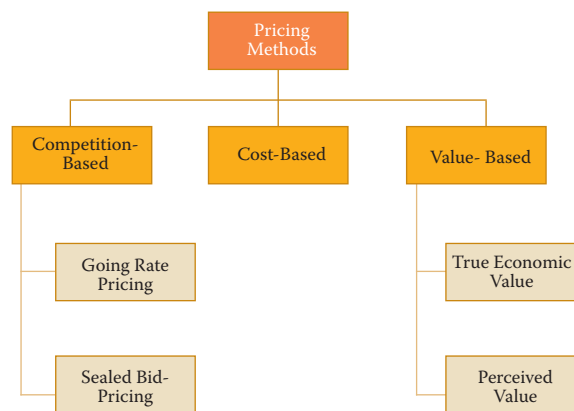 Pricing
Methods
Competition-
Based
Cost-Based
Value- Based
Going Rate
Pricing
True Economic
Value
Sealed Bid-
Pricing
Perceived
Value